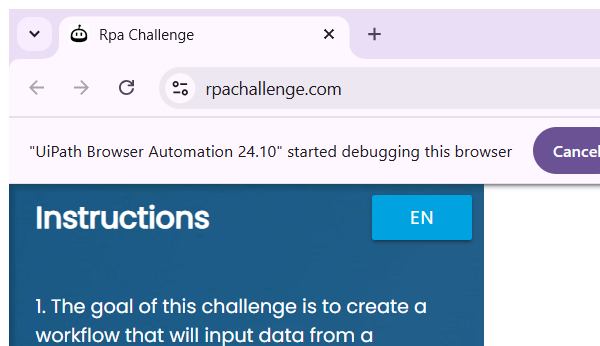 Rpa Challenge
rpachallenge.com
"UiPath Browser Automation 24.10" started debugging this browser
Cancel
Instructions
EN
1. The goal of this challenge is to create a
workflow that will input data from a